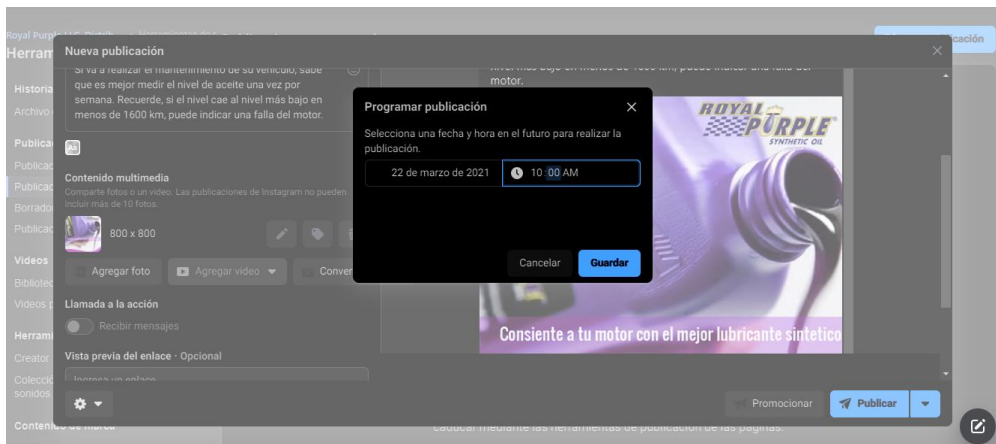 Royal Purple
Herram
cación
Nueva publicación
Historia
Archivo
Publica
Publicac
Publicac
Borrado
Publicac
Videos
Bibliotec
Videos p
Herrami
Creator
Colecció
sonidos
Contenido de marca
Si va a realizar el mantenimiento de su vehículo, sabe
que es mejor medir el nivel de aceite una vez por
semana. Recuerde, si el nivel cae al nivel más bajo en
menos de 1600 km, puede indicar una falla del motor.
Contenido multimedia
Comparte fotos o un video. Las publicaciones de Instagram no pueden
incluir más de 10 fotos.
800 x 800
Agregar foto
Agregar video
Conver
Llamada a la acción
Recibir mensajes
Vista previa del enlace · Opcional
Ingresa un enlace
nivel más bajo en menos de 1600 km, puede indicar una falla del
motor.
ROYAL
PURPLE
SYNTHETIC OIL
Consiente a tu motor con el mejor lubricante sintetico
Programar publicación
Selecciona una fecha y hora en el futuro para realizar la
publicación.
22 de marzo de 2021
10:00 AM
Cancelar
Guardar
Promocionar
Publicar
caducar mediante las herramientas de publicación de las páginas.